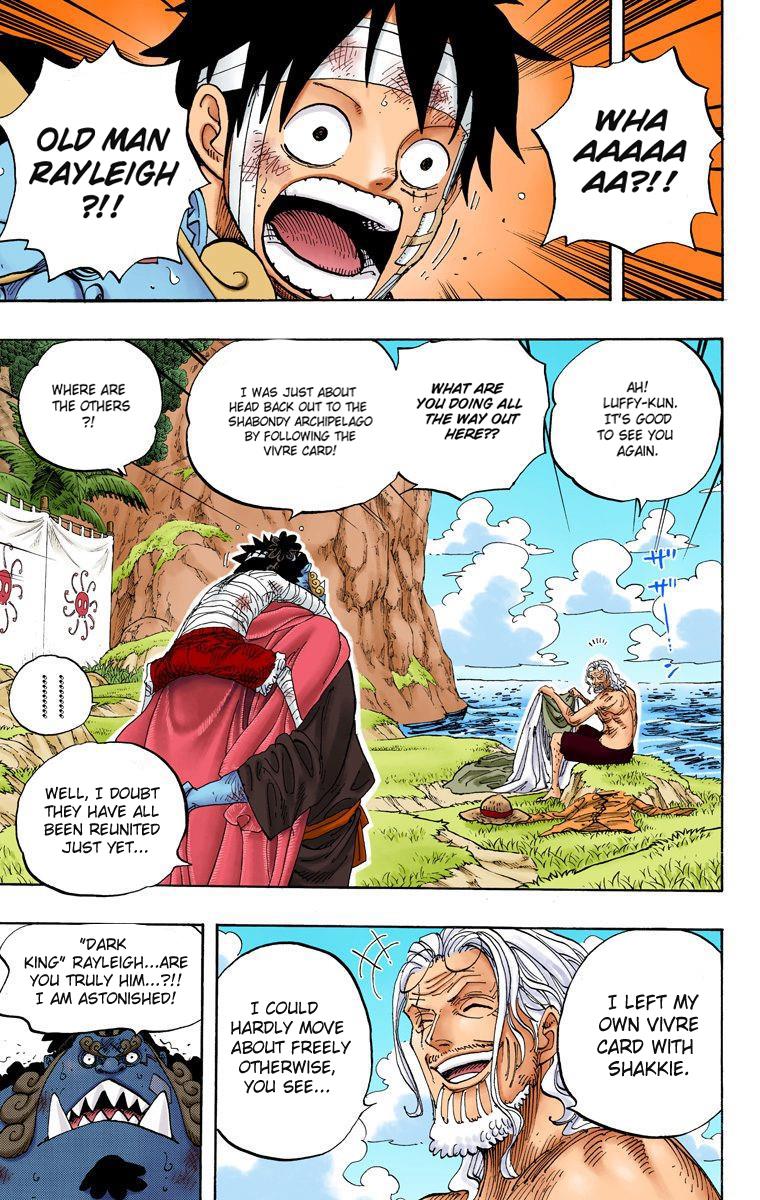 WHA
AAAAA
AA?!!
OLD MAN
RAYLEIGH
?!!
AH!
LUFFY-KUN.
IT'S GOOD
TO SEE YOU
AGAIN.
WHAT ARE
YOU DOING ALL
THE WAY OUT
HERE??
I WAS JUST ABOUT
HEAD BACK OUT TO THE
SHABONDY ARCHIPELAGO
BY FOLLOWING THE
VIVRE CARD!
WHERE ARE
THE OTHERS
?!
ザザーン
!!
WELL, I DOUBT
THEY HAVE ALL
BEEN REUNITED
JUST YET...
I LEFT MY
OWN VIVRE
CARD WITH
SHAKKIE.
I COULD
HARDLY MOVE
ABOUT FREELY
OTHERWISE,
YOU SEE...
"DARK
KING" RAYLEIGH...ARE
YOU TRULY HIM...?!!
I AM ASTONISHED!